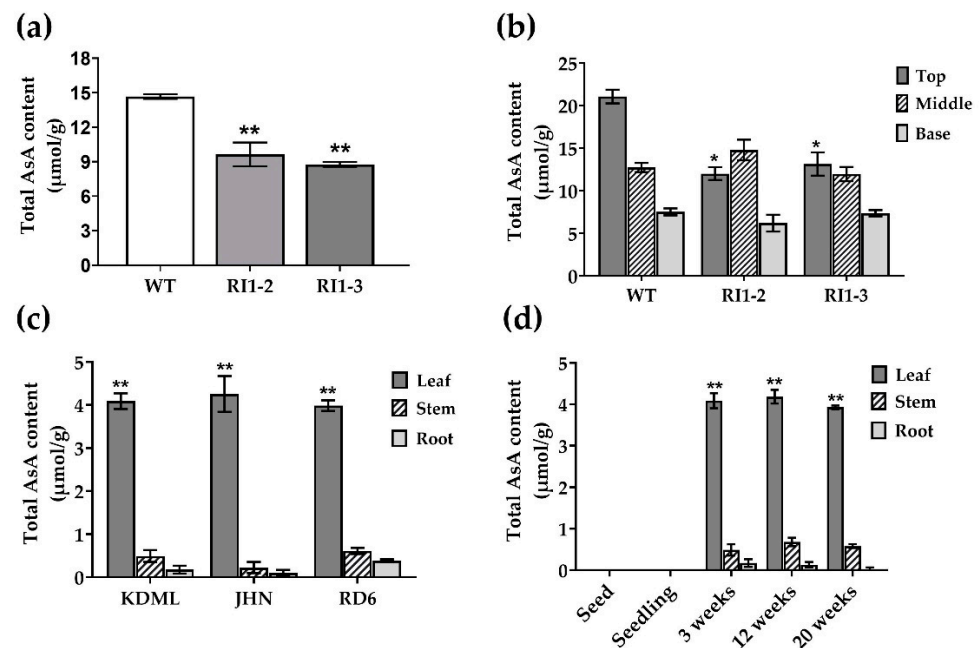 (a)
Total AsA content
(μmol/g)
18
15
12
9
6
3
0
**
**
WT
RI1-2
RI1-3
(b)
Total AsA content
(μmol/g)
25
20
15
10
5
0
*
*
WT
RI1-2
RI1-3
Top
Middle
Base
(c)
Total AsA content
(μmol/g)
5
4
3
2
1
0
**
**
**
KDML
JHN
RD6
Leaf
Stem
Root
(d)
Total AsA content
(μmol/g)
5
4
3
2
1
0
**
**
**
Seed
Seedling
3 weeks
12 weeks
20 weeks
Leaf
Stem
Root